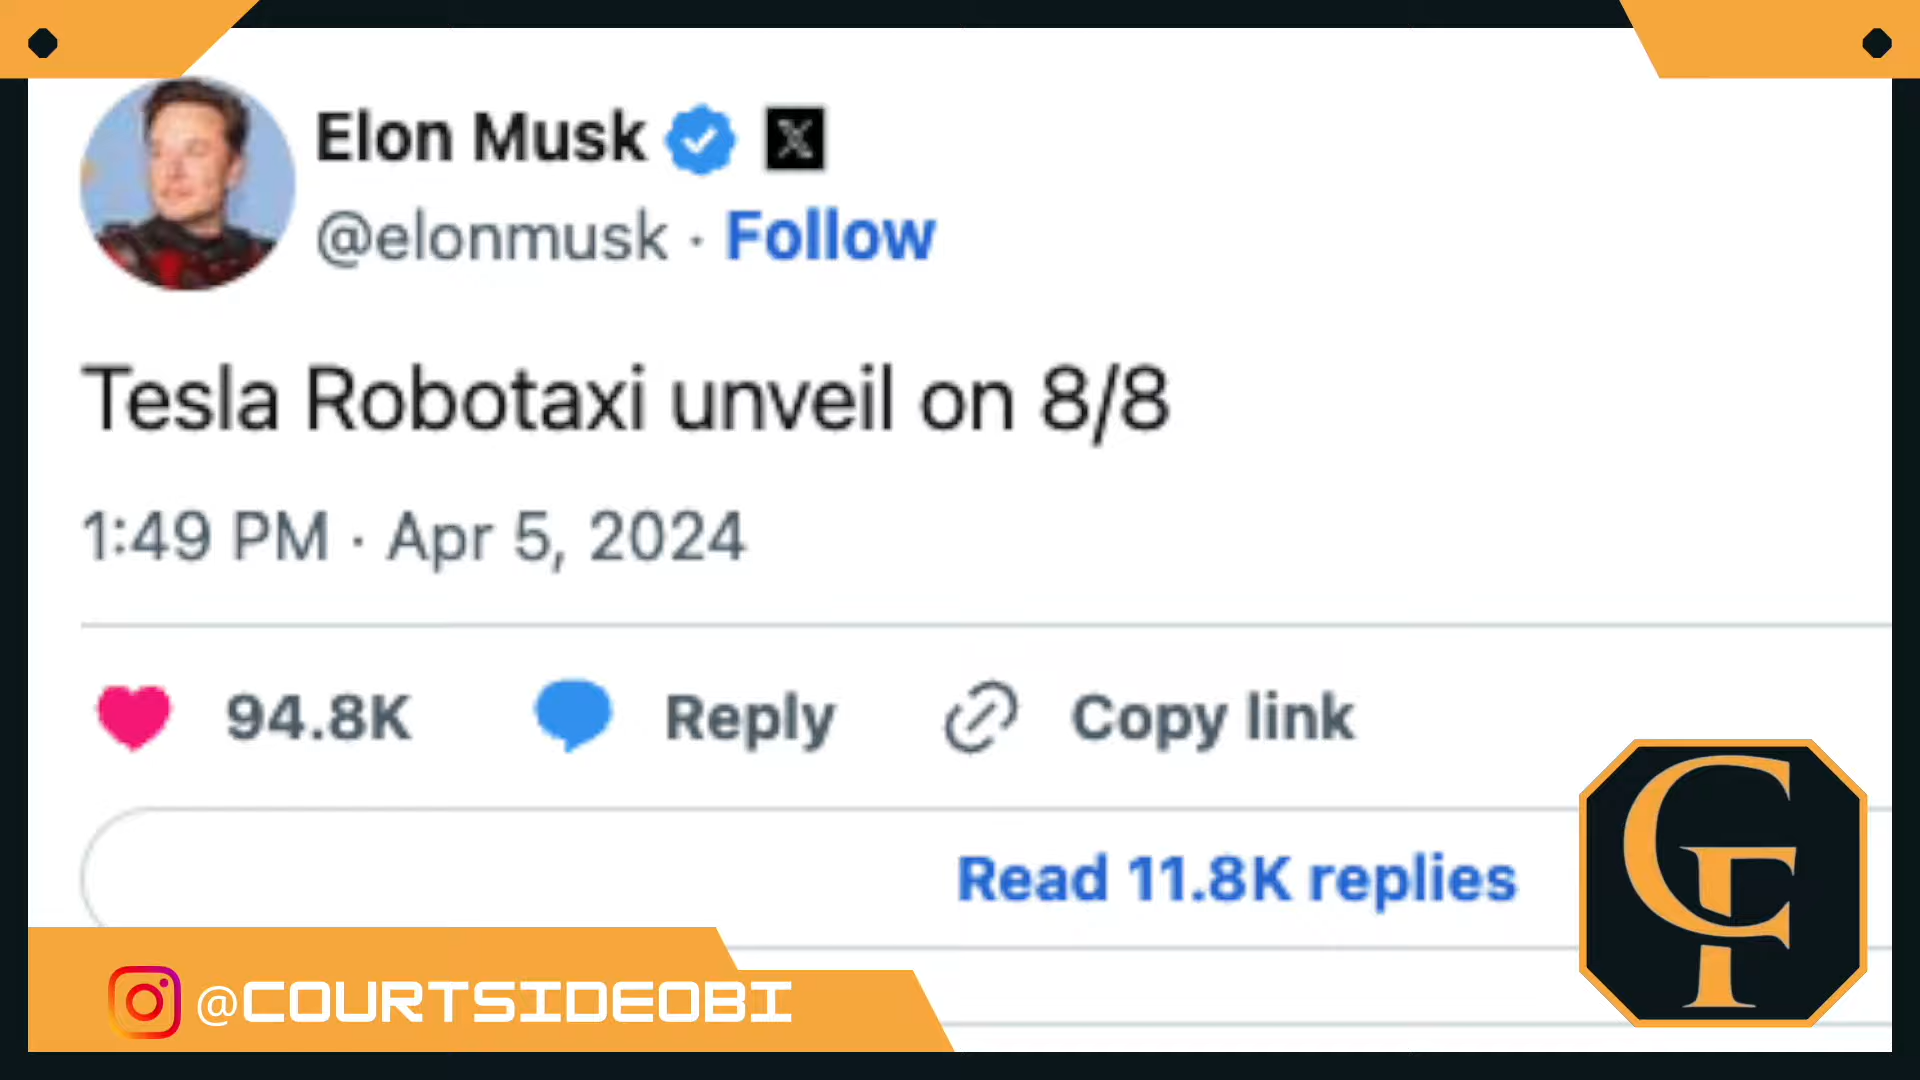 Elon Musk
@elonmusk · Follow
Tesla Robotaxi unveil on 8/8
1:49 PM · Apr 5, 2024
94.8K Reply Copy link
Read 11.8K replies
@COURTSIDEOBI